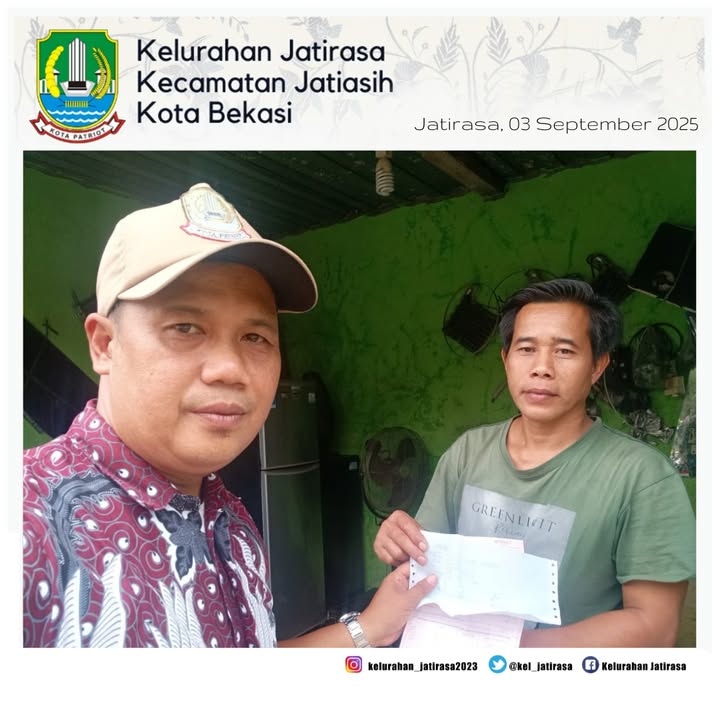 Kelurahan Jatirasa
Kecamatan Jatiasih
Kota Bekasi
KOTA PATRIOT
Jatirasa, 03 September 2025
GREENLIGHT
kelurahan_jatirasa2023
@kel_jatirasa
Kelurahan Jatirasa